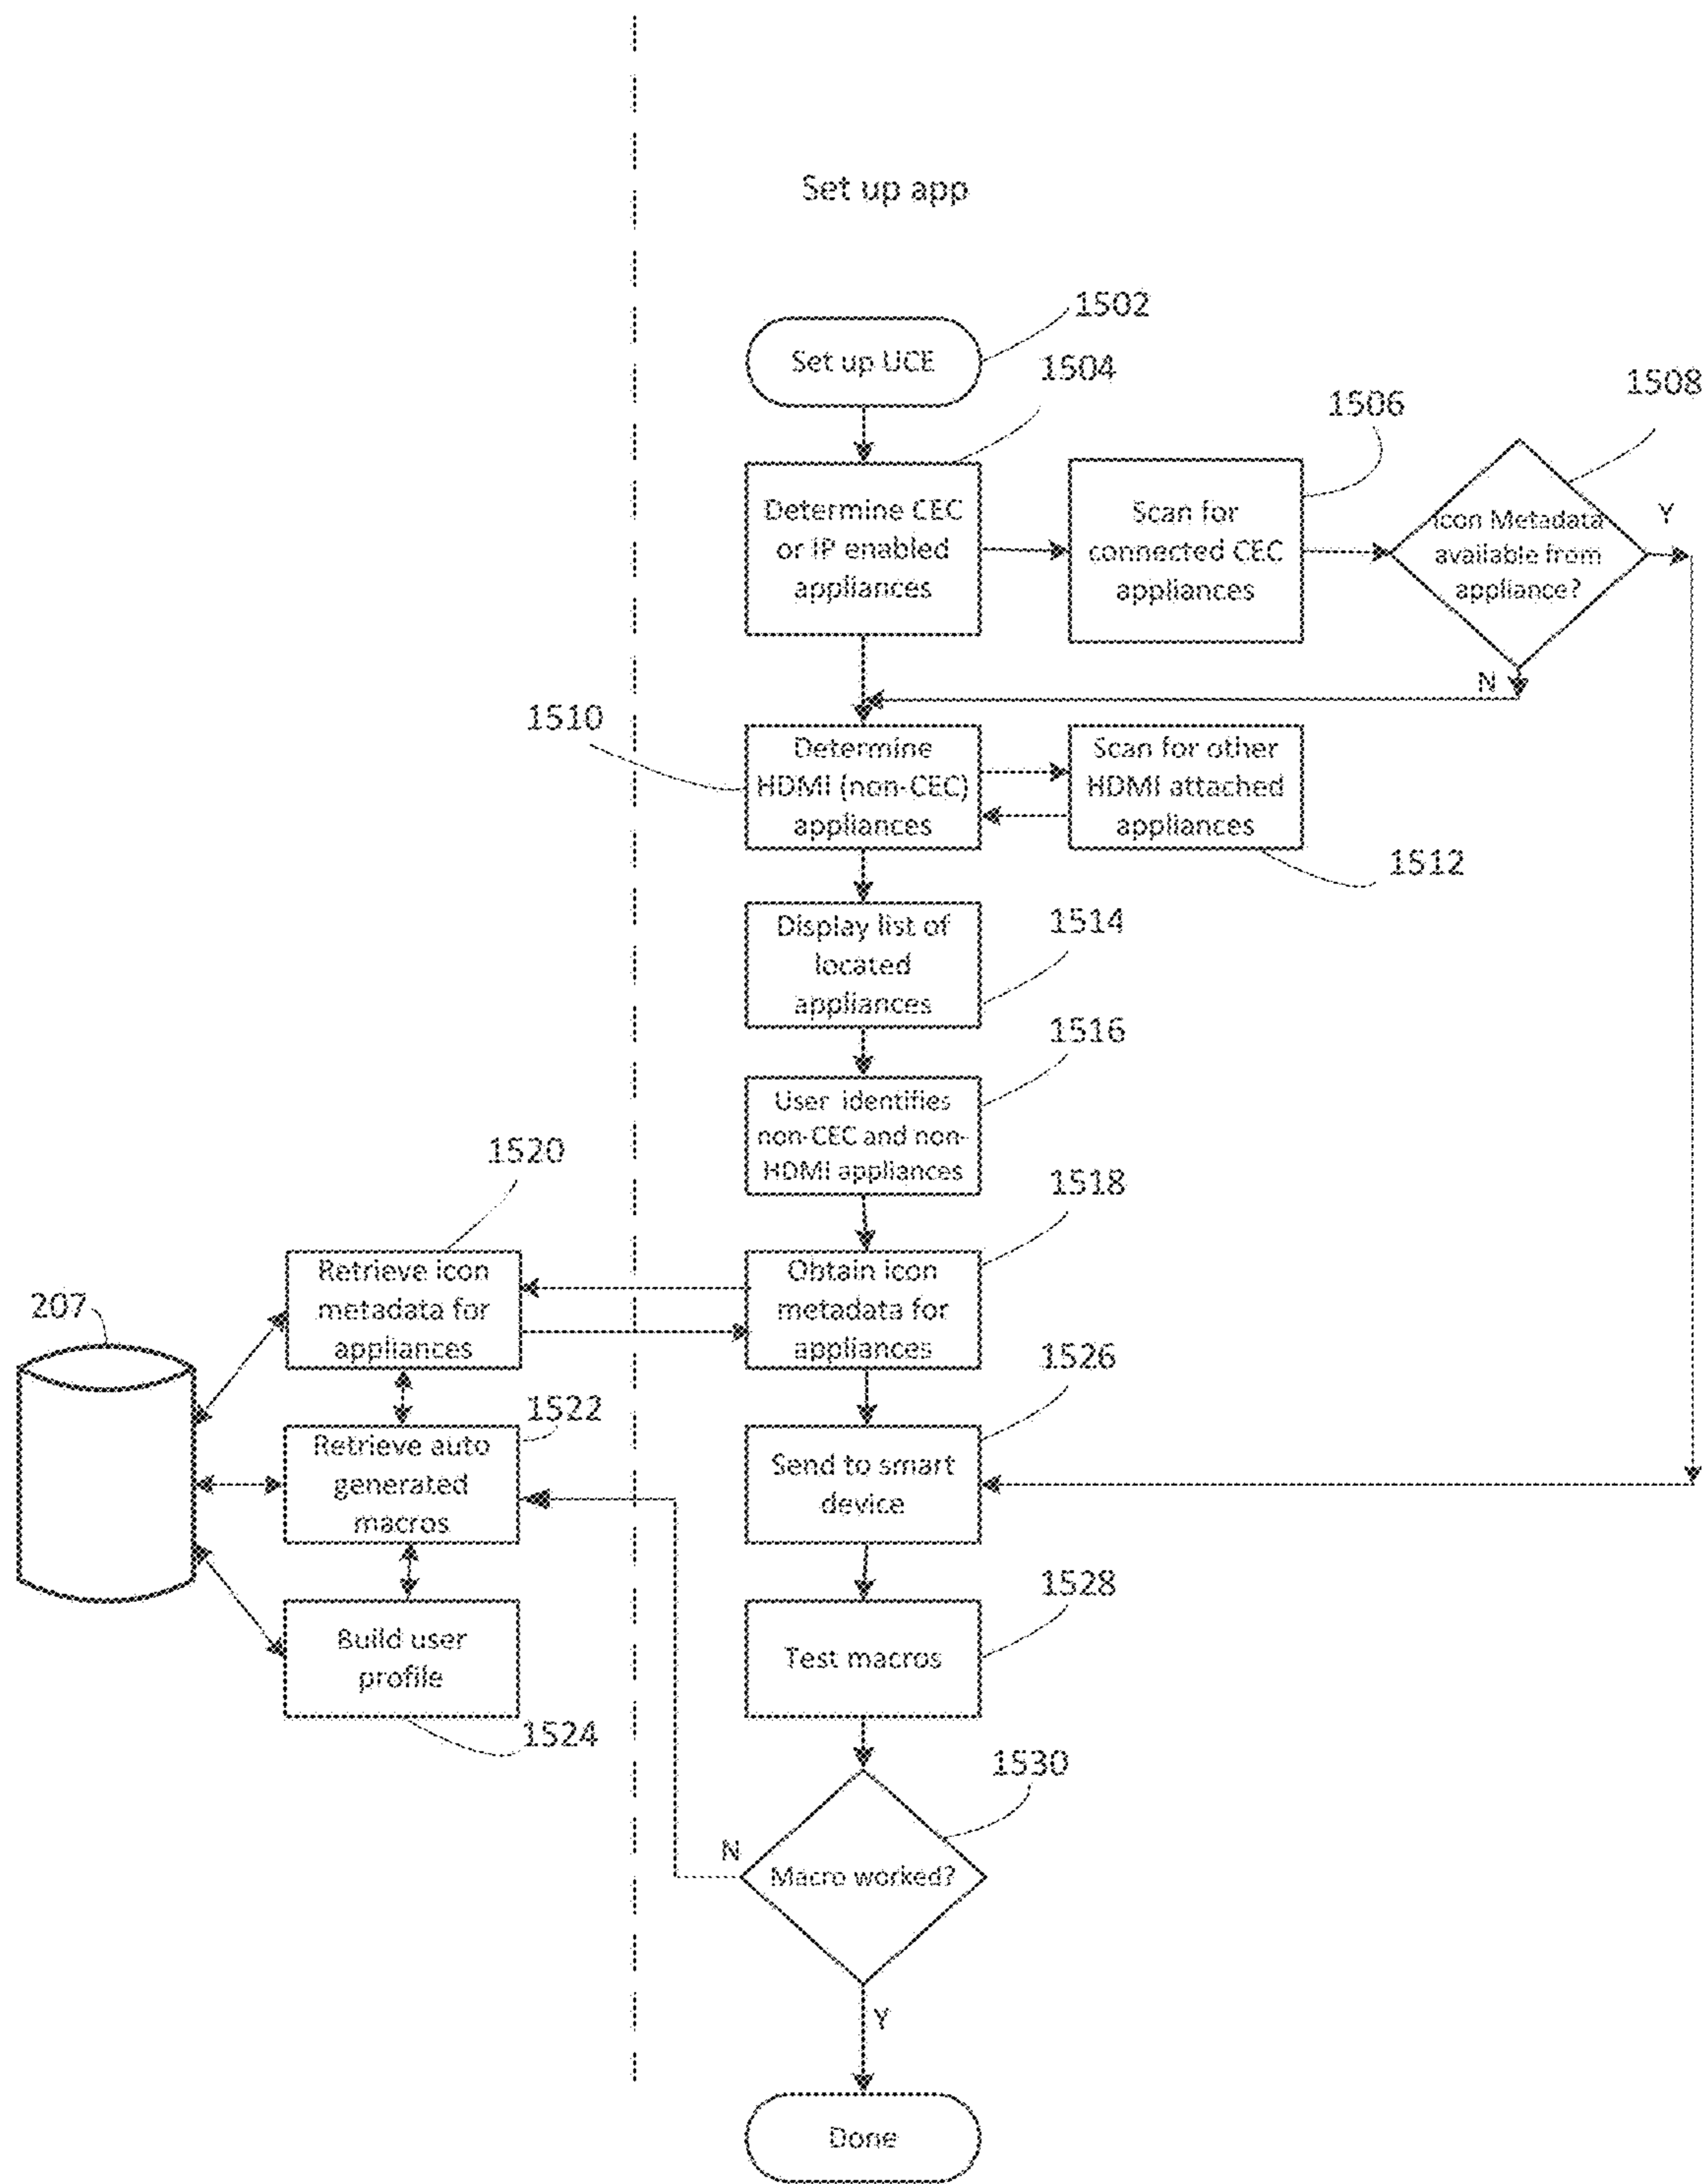 Set up app
1502
Set up UCE
1504
1506
1508
Determine CEC
or IP enabled
appliances
Scan for
connected CEC
appliances
Icon Metadata
available from
appliance?
Y
N
1510
Determine
HDMI (non-CEC)
appliances
Scan for other
HDMI attached
appliances
1512
Display list of
located
appliances
1514
1516
User identifies
non-CEC and non-
HDMI appliances
1520
1518
Retrieve icon
metadata for
appliances
Obtain icon
metadata for
appliances
207
1526
1522
Retrieve auto
generated
macros
Send to smart
device
1528
Build user
profile
Test macros
1524
1530
N
Macro worked?
Y
Done